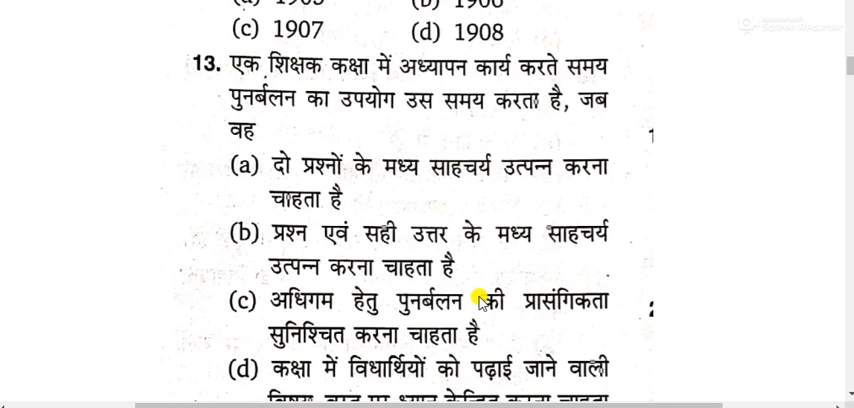 (c) 1907 (d) 1908
13. एक शिक्षक कक्षा में अध्यापन कार्य करते समय
पुनर्बलन का उपयोग उस समय करता है, जब
वह
(a) दो प्रश्नों के मध्य साहचर्य उत्पन्न करना
चाहता है
(b) प्रश्न एवं सही उत्तर के मध्य साहचर्य
उत्पन्न करना चाहता है
(c) अधिगम हेतु पुनर्बलन की प्रासंगिकता
सुनिश्चित करना चाहता है
(d) कक्षा में विधार्थियों को पढ़ाई जाने वाली